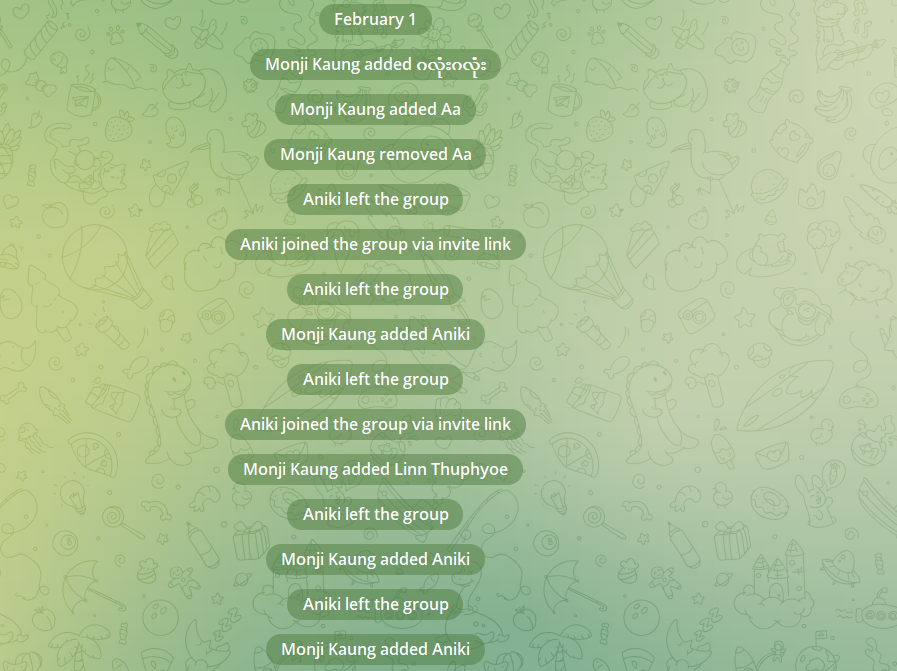 February 1
Monji Kaung added ဂလုံးဂလုံး
Monji Kaung added Aa
Monji Kaung removed Aa
Aniki left the group
Aniki joined the group via invite link
Aniki left the group
Monji Kaung added Aniki
Aniki left the group
Aniki joined the group via invite link
Monji Kaung added Linn Thuphyoe
Aniki left the group
Monji Kaung added Aniki
Aniki left the group
Monji Kaung added Aniki